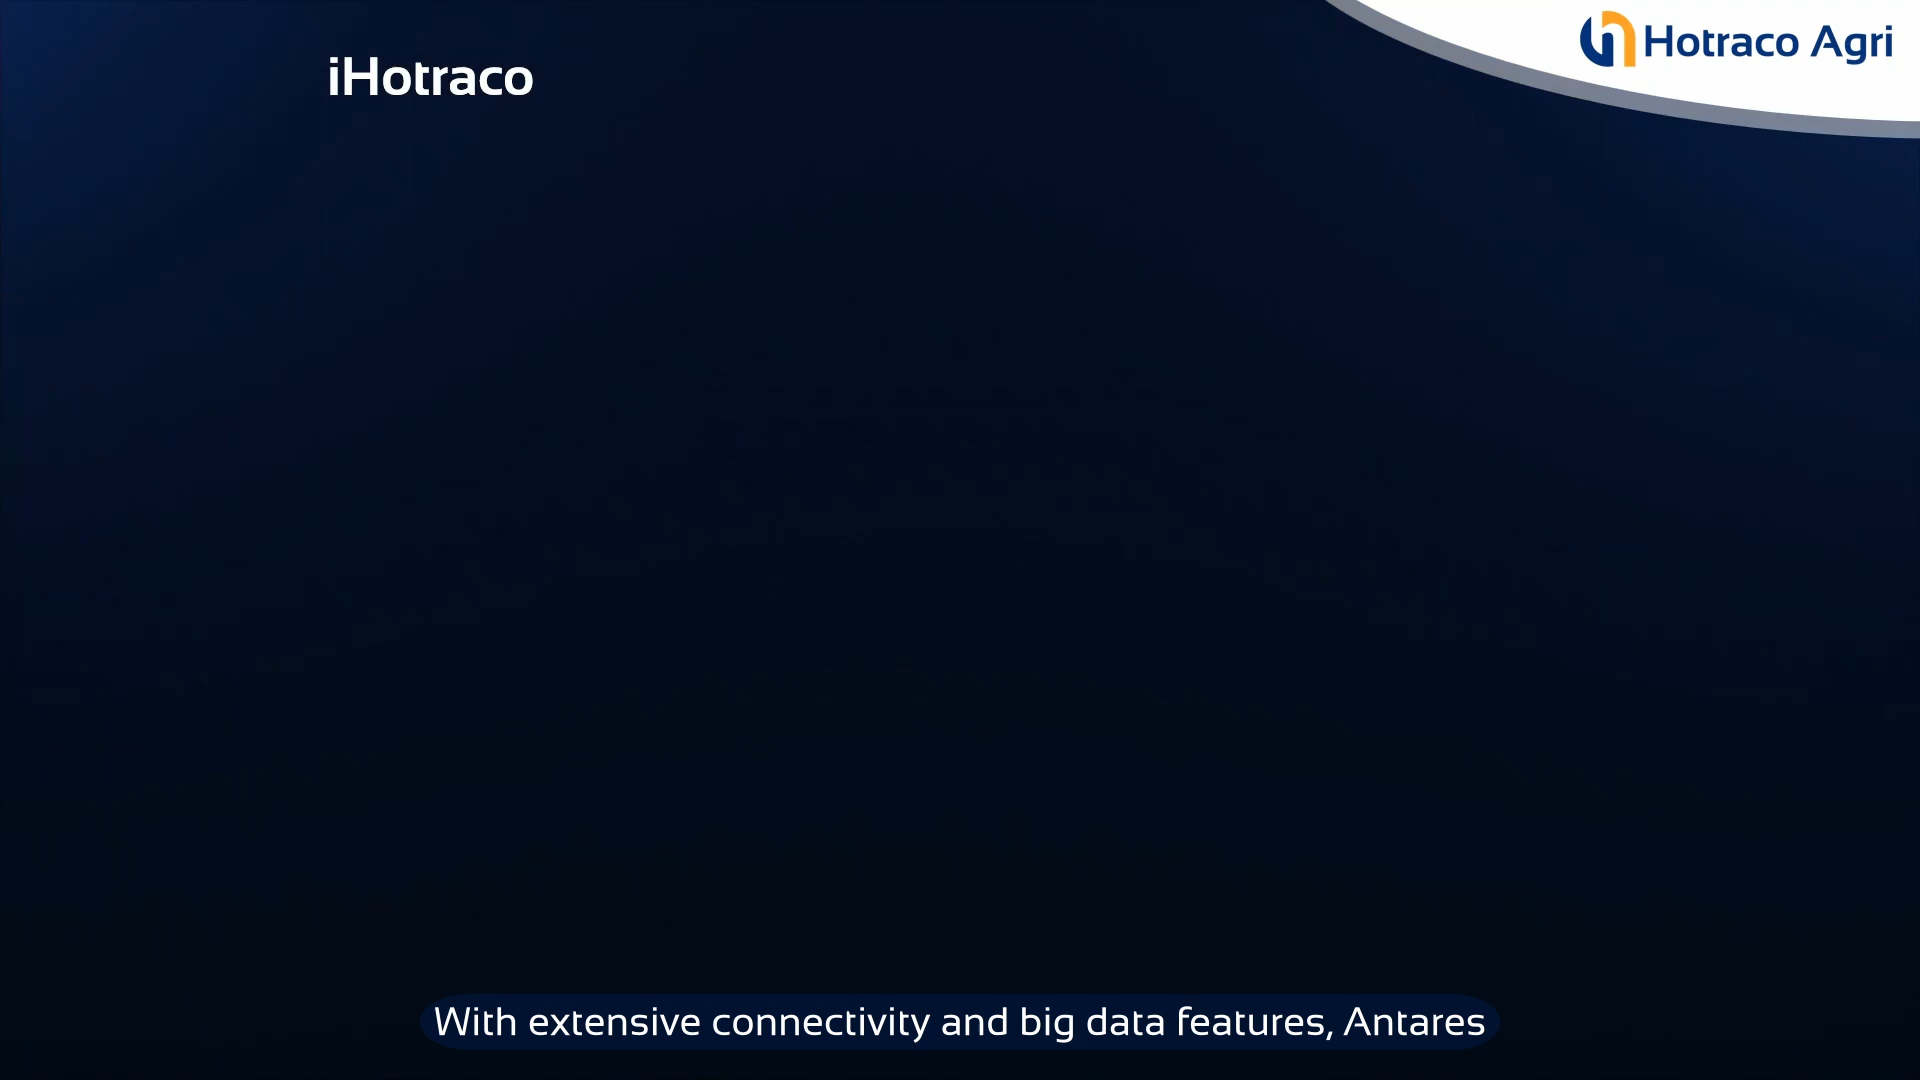 iHotraco
Hotraco Agri
With extensive connectivity and big data features, Antares